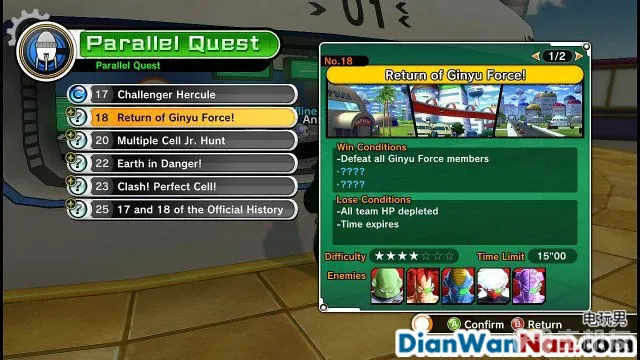 01
Parallel Quest
Parallel Quest
C 17 Challenger Hercule
? 18 Return of Ginyu Force!
? 20 Multiple Cell Jr. Hunt
? 22 Earth in Danger!
? 23 Clash! Perfect Cell!
? 25 17 and 18 of the Official History
No.18
1/2
Return of Ginyu Force!
Win Conditions
-Defeat all Ginyu Force members
-????
-????
Lose Conditions
-All team HP depleted
-Time expires
Difficulty ★★★★☆☆☆ Time Limit 15"00
Enemies
A Confirm B Return
电玩男
DianWanNan.com